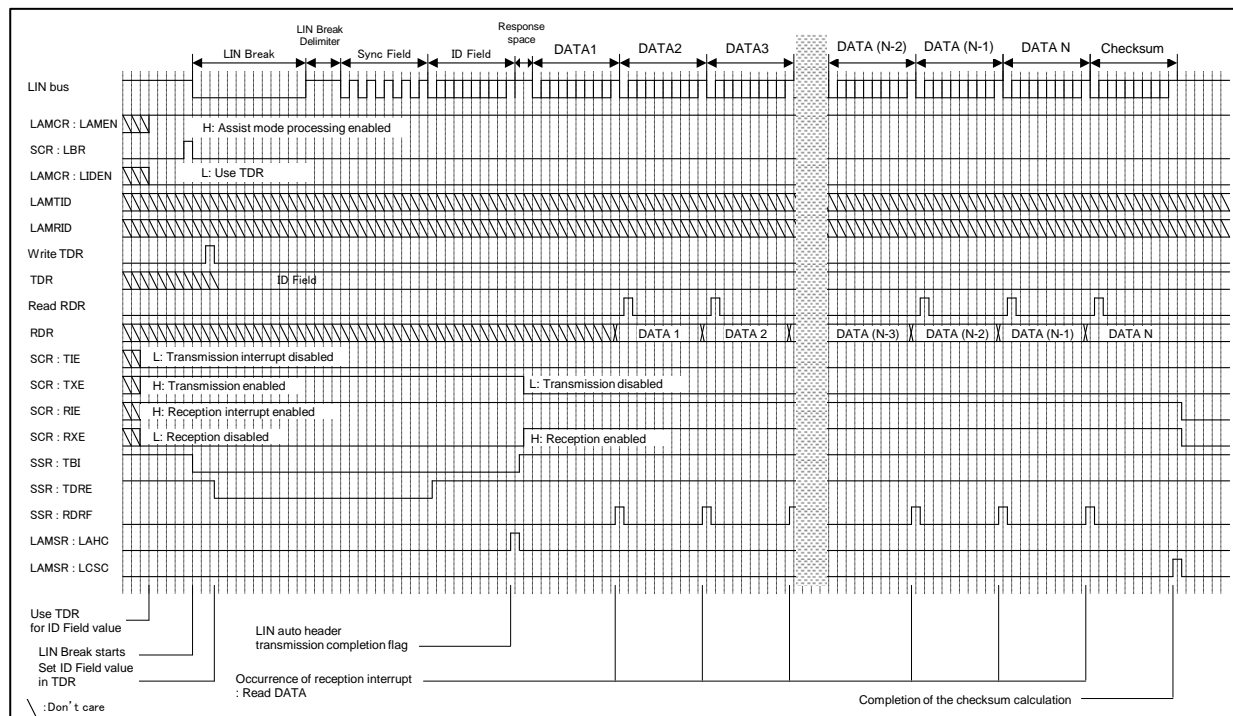 LIN Break
LIN Break
Delimiter
Sync Field
ID Field
Response
space
DATA1
DATA2
DATA3
DATA (N-2)
DATA (N-1)
DATA N
Checksum
LIN bus
LAMCR : LAMEN
H: Assist mode processing enabled
SCR : LBR
LAMCR : LIDEN
L: Use TDR
LAMTID
LAMRID
Write TDR
TDR
ID Field
Read RDR
RDR
DATA 1
DATA 2
DATA (N-3)
DATA (N-2)
DATA (N-1)
DATA N
SCR : TIE
L: Transmission interrupt disabled
SCR : TXE
H: Transmission enabled
L: Transmission disabled
SCR : RIE
H: Reception interrupt enabled
SCR : RXE
L: Reception disabled
H: Reception enabled
SSR : TBI
SSR : TDRE
SSR : RDRF
LAMSR : LAHC
LAMSR : LCSC
Use TDR
for ID Field value
LIN Break starts
Set ID Field value
in TDR
LIN auto header
transmission completion flag
Occurrence of reception interrupt
: Read DATA
Completion of the checksum calculation
:Don't care